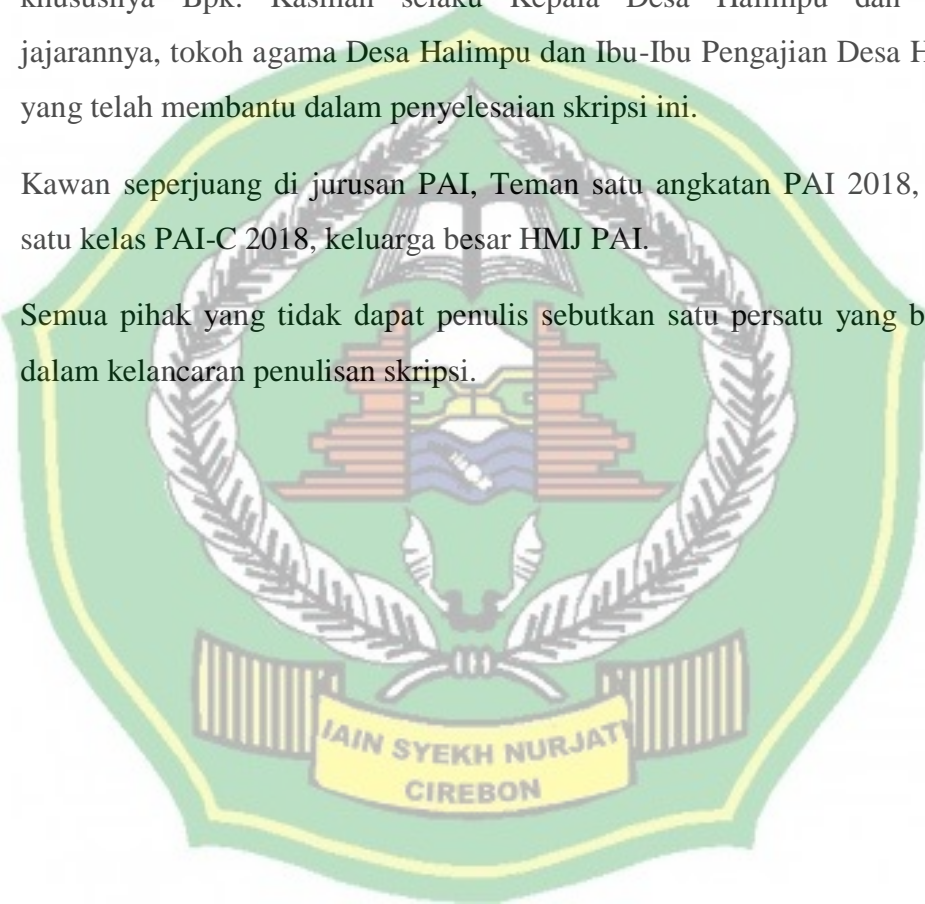 khususnya Bpk. selaku Kepala Desa Halimpu dan
jajarannya, tokoh agama Desa Halimpu dan Ibu-Ibu Pengajian Desa H
yang telah membantu dalam penyelesaian skripsi ini.
Kawan seperjuang di jurusan PAI, Teman satu angkatan PAI 2018,
satu kelas PAI-C 2018, keluarga besar HMJ PAI.
Semua pihak yang tidak dapat penulis sebutkan satu persatu yang b
dalam kelancaran penulisan skripsi.
IAIN SYEKH NURJATI
CIREBON